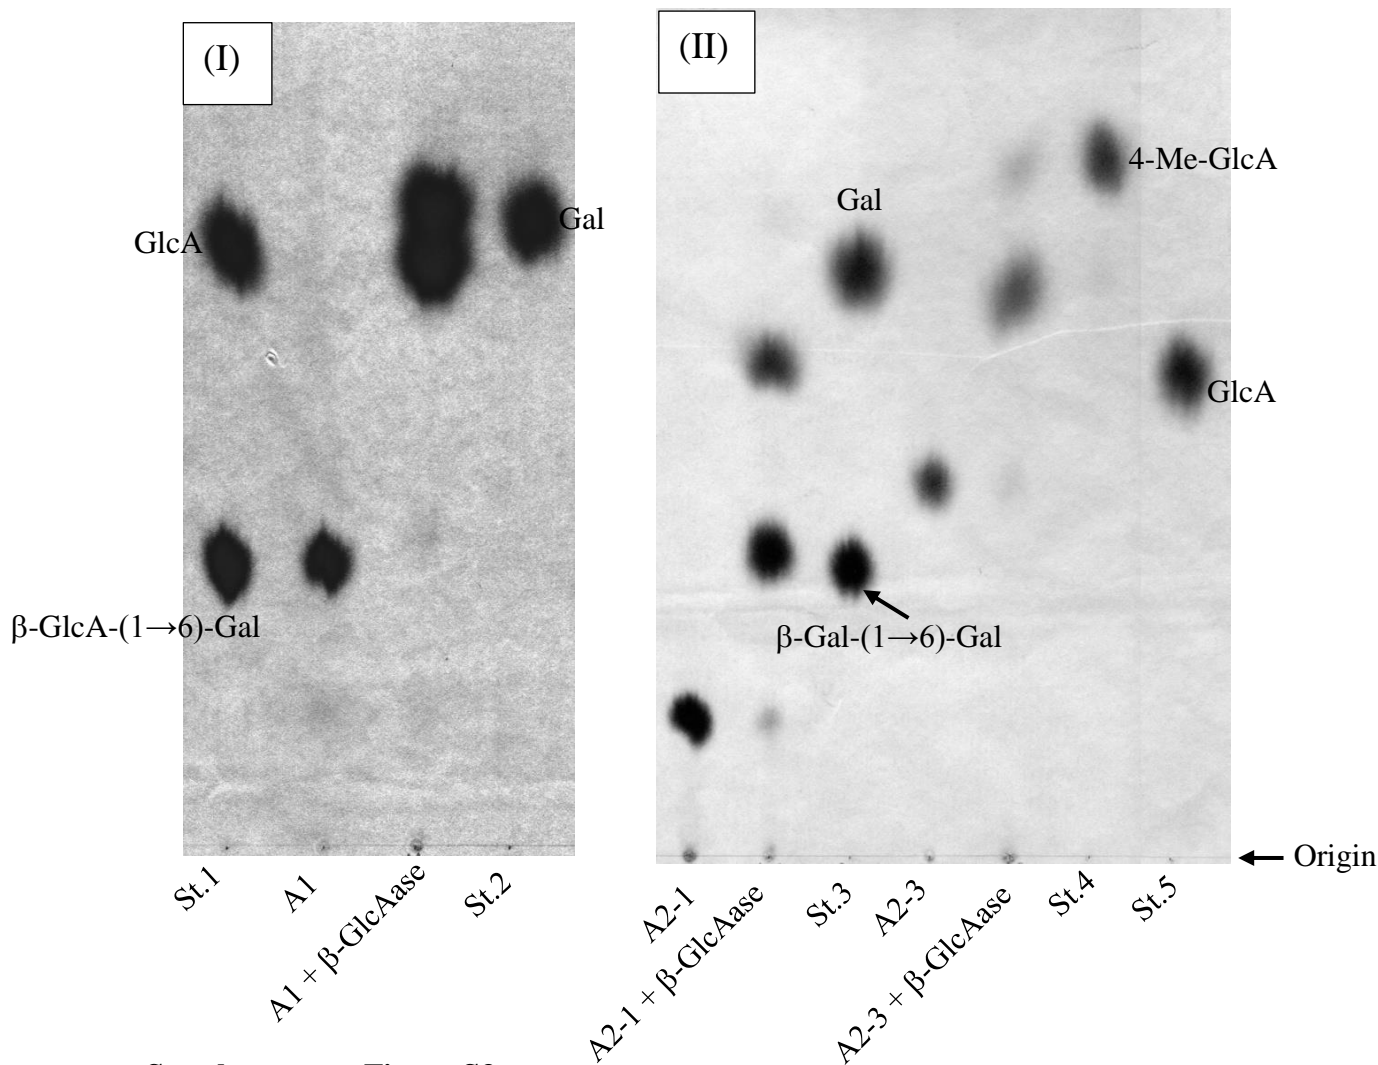 (I)
(II)
4-Me-GlcA
Gal
Gal
GlcA
GlcA
β-GlcA-(1→6)-Gal
β-Gal-(1→6)-Gal
Origin
St.1
A1
A1 + β-GlcAase
St.2
A2-1
A2-1 + β-GlcAase
St.3
A2-3
A2-3 + β-GlcAase
St.4
St.5